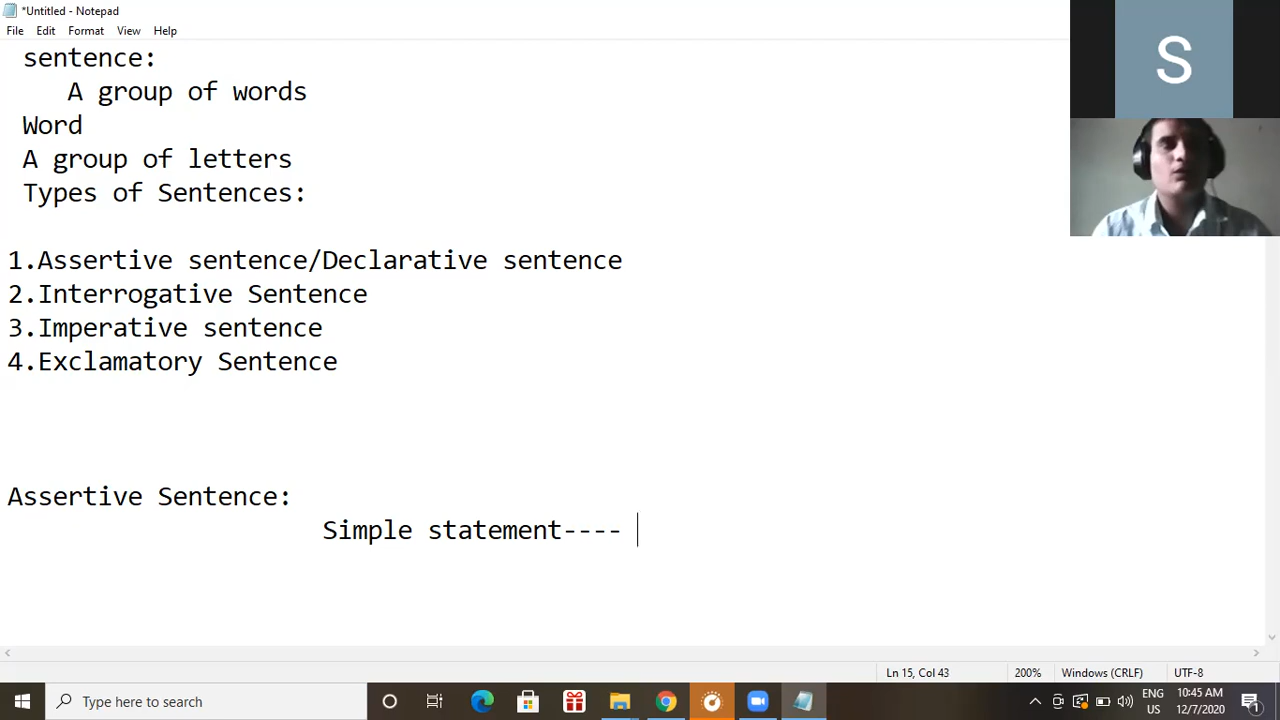 *Untitled - Notepad
File Edit Format View Help
sentence:
A group of words
Word
A group of letters
Types of Sentences:
1.Assertive sentence/Declarative sentence
2.Interrogative Sentence
3.Imperative sentence
4.Exclamatory Sentence
Assertive Sentence:
Simple statement----
S
Ln 15, Col 43 200% Windows (CRLF) UTF-8
Type here to search
ENG
US
10:45 AM
12/7/2020
1